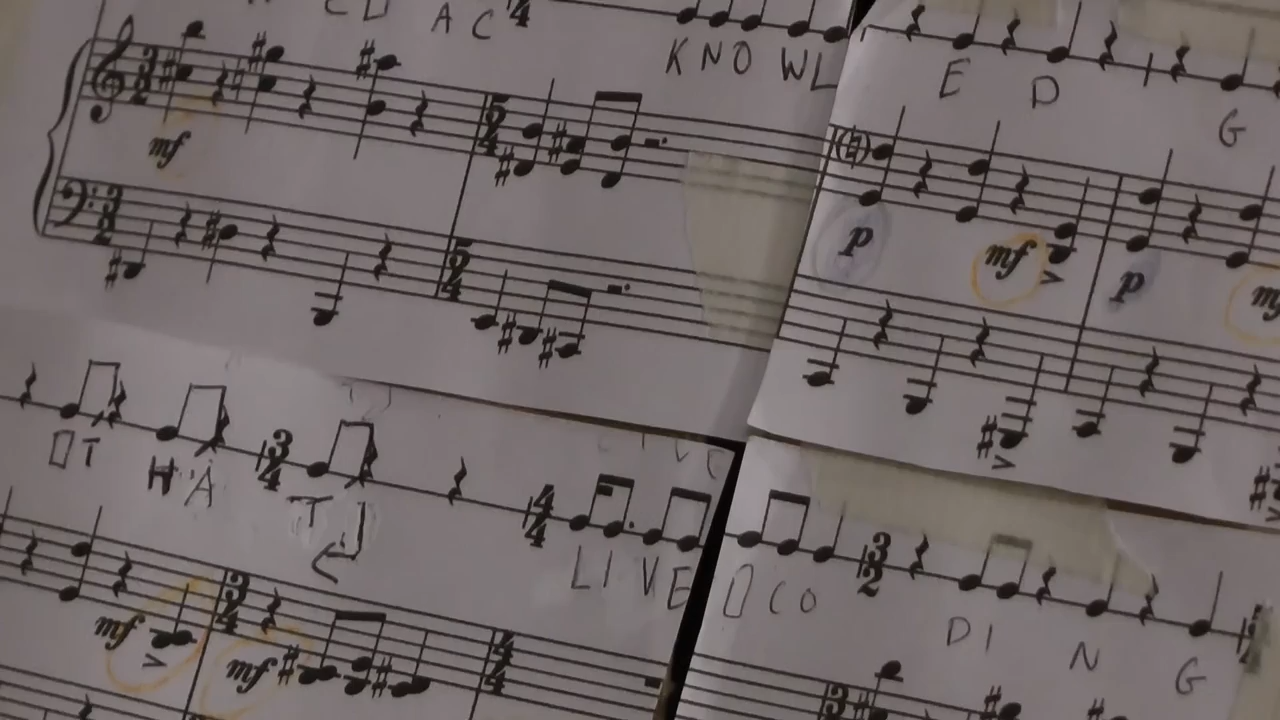 A C
K N O W L
E D
G
mf
p
mf
p
▯ T H A T
L I V E
▯ C O
D I N G
mf
mf